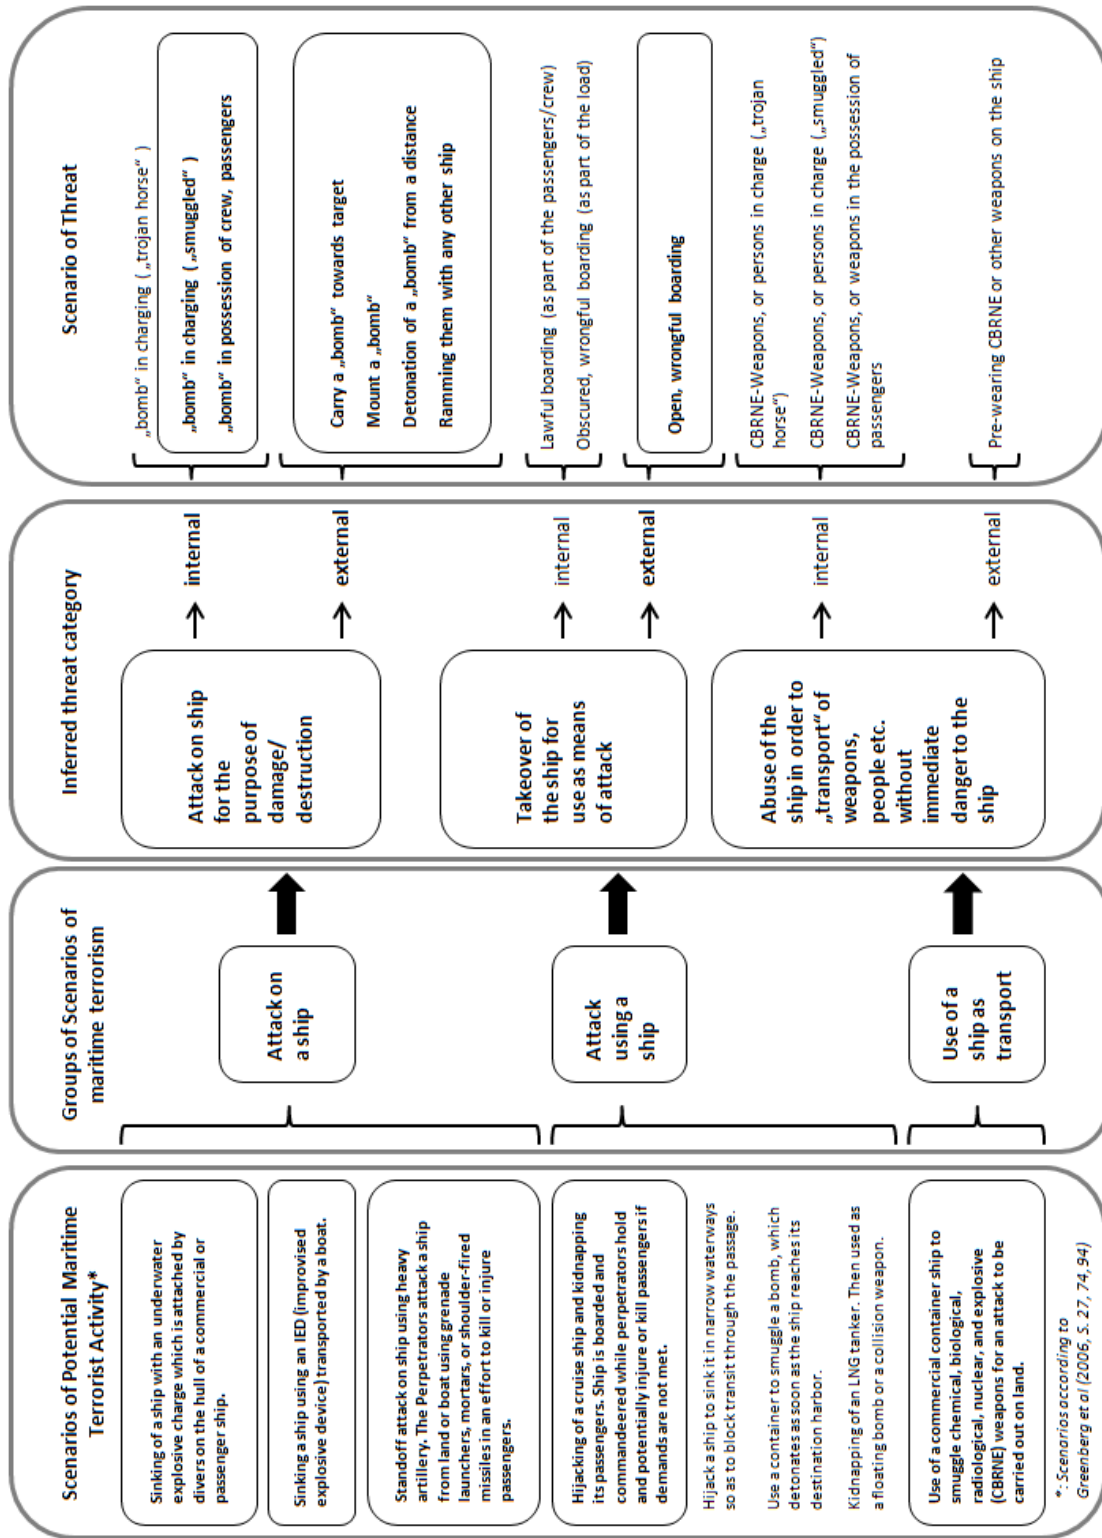 Scenarios of Potential Maritime
Terrorist Activity*
Sinking of a ship with an underwater
explosive charge which is attached by
divers on the hull of a commercial or
passenger ship.
Sinking a ship using an IED (improvised
explosive device) transported by a boat.
Standoff attack on ship using heavy
artillery. The Perpetrators attack a ship
from land or boat using grenade
launchers, mortars, or shoulder-fired
missiles in an effort to kill or injure
passengers.
Hijacking of a cruise ship and kidnapping
its passengers. Ship is boarded and
commandeered while perpetrators hold
and potentially injure or kill passengers if
demands are not met.
Hijack a ship to sink it in narrow waterways
so as to block transit through the passage.
Use a container to smuggle a bomb, which
detonates as soon as the ship reaches its
destination harbor.
Kidnapping of an LNG tanker. Then used as
a floating bomb or a collision weapon.
Use of a commercial container ship to
smuggle chemical, biological,
radiological, nuclear, and explosive
(CBRNE) weapons for an attack to be
carried out on land.
*: Scenarios according to
Greenberg et al (2006, S. 27, 74, 94)
Groups of Scenarios of
maritime terrorism
Attack on
a ship
Attack
using a
ship
Use of a
ship as
transport
Inferred threat category
Attack on ship
for the
purpose of
damage/
destruction
internal
external
Takeover of
the ship for
use as means
of attack
internal
external
Abuse of the
ship in order to
„transport“ of
weapons,
people etc.
without
immediate
danger to the
ship
internal
external
Scenario of Threat
„bomb“ in charging ( „trojan horse“ )
„bomb“ in charging ( „smuggled“ )
„bomb“ in possession of crew, passengers
Carry a „bomb“ towards target
Mount a „bomb“
Detonation of a „bomb“ from a distance
Ramming them with any other ship
Lawful boarding (as part of the passengers/crew)
Obscured, wrongful boarding (as part of the load)
Open, wrongful boarding
CBRNE-Weapons, or persons in charge („trojan
horse“)
CBRNE-Weapons, or persons in charge („smuggled“)
CBRNE-Weapons, or weapons in the possession of
passengers
Pre-wearing CBRNE or other weapons on the ship